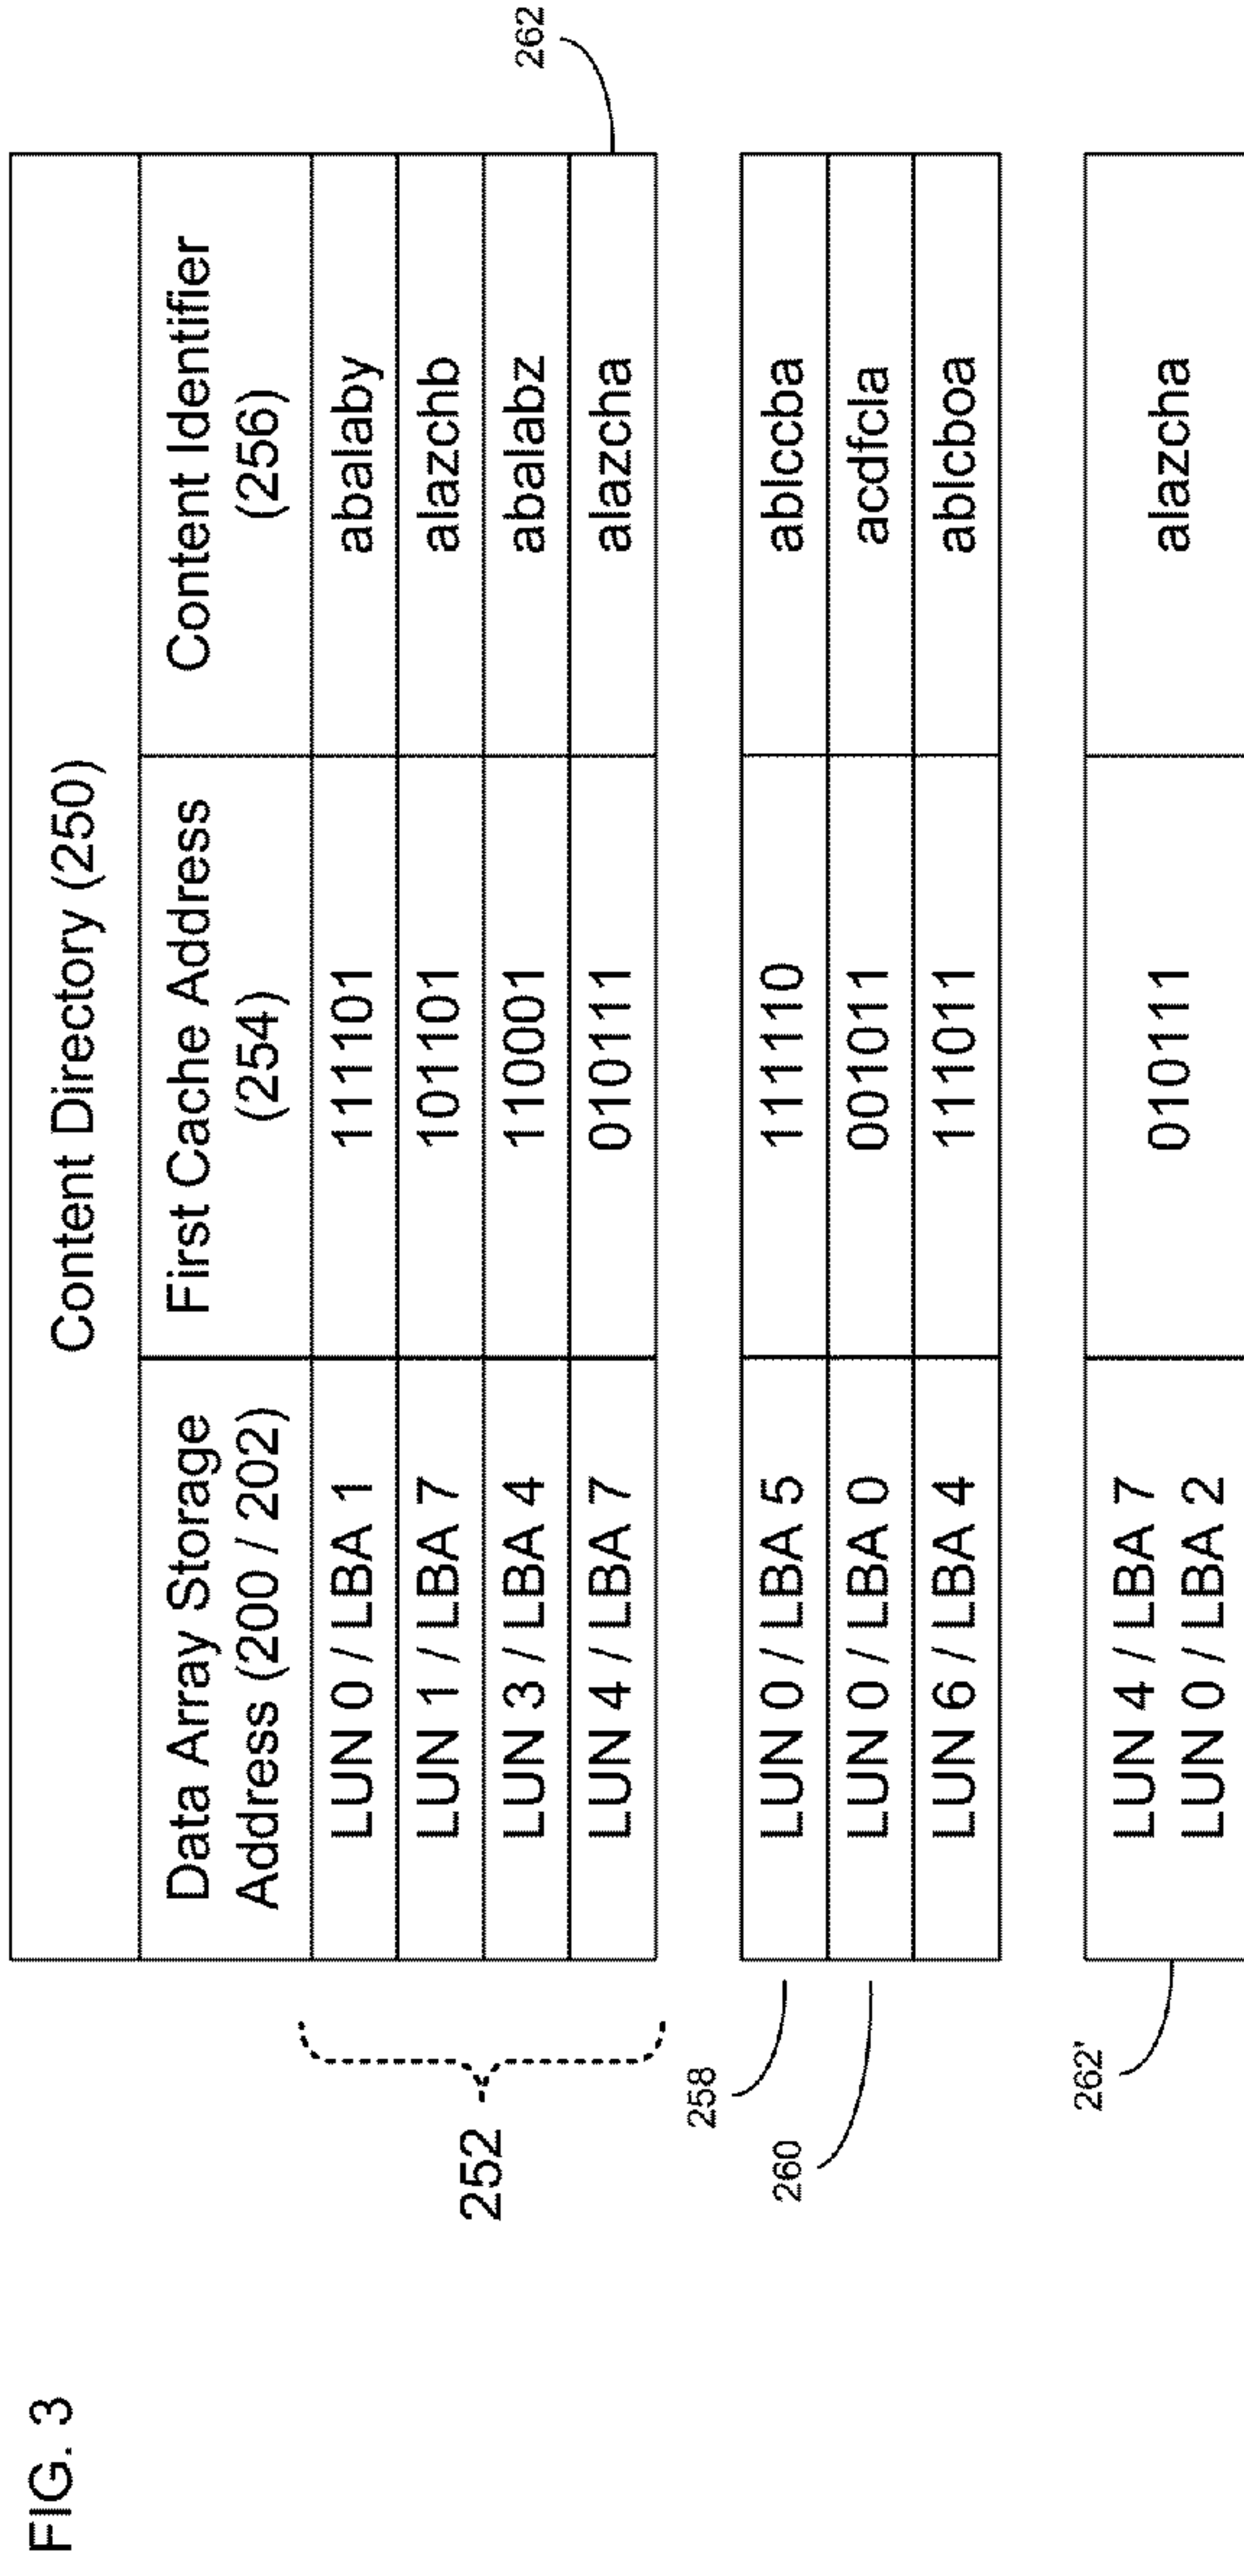 FIG. 3
Content Directory (250)
Data Array Storage
Address (200 / 202)
First Cache Address
(254)
Content Identifier
(256)
LUN 0 / LBA 1 111101 abalaby
LUN 1 / LBA 7 101101 alazchb
LUN 3 / LBA 4 110001 abalabz
LUN 4 / LBA 7 010111 alazcha
252
262
LUN 0 / LBA 5 111110 ablccba
LUN 0 / LBA 0 001011 acdfcla
LUN 6 / LBA 4 111011 ablcboa
258
260
LUN 4 / LBA 7
LUN 0 / LBA 2
010111 alazcha
262'